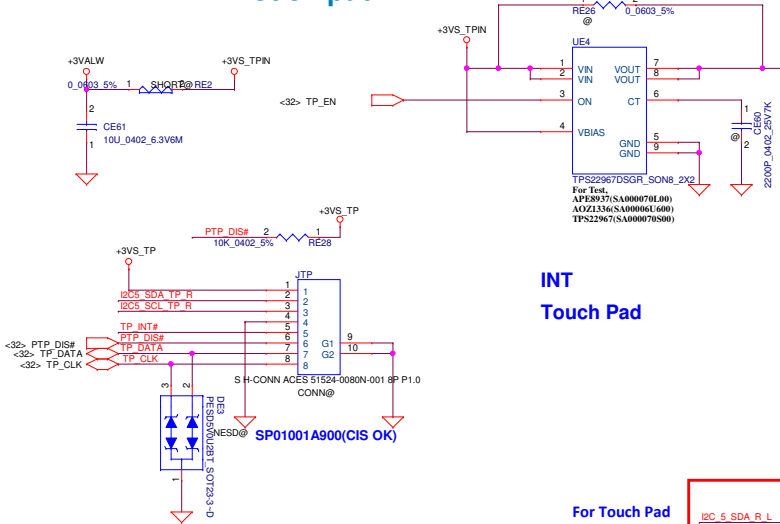 RE26 0_0603_5%
@
+3VS_TPIN
UE4
1 VIN VOUT 7
2 VIN VOUT 8
3 ON CT 6
4 VBIAS
GND 5
GND 9
TPS22967DSGR_SON8_2X2
For Test,
APE8937(SA000070L00)
AOZ1336(SA00006U600)
TPS22967(SA000070S00)
1
CE60
@
2
2200P_0402_25V7K
<32> TP_EN
+3VALW
+3VS_TPIN
0_0603_5% 1 SHORT@ 2 RE2
2
CE61
10U_0402_6.3V6M
1
+3VS_TP
PTP_DIS# 2 1
10K_0402_5% RE28
+3VS_TP
JTP
1 1
I2C5_SDA_TP_R 2 2
I2C5_SCL_TP_R 3 3
4 4
TP_INT# 5 5
<32> PTP_DIS# PTP_DIS# 6 6 G1 9
<32> TP_DATA TP_DATA 7 7 G2 10
<32> TP_CLK TP_CLK 8 8
S H-CONN ACES 51524-0080N-001 8P P1.0
CONN@
3 2
DE3
PESD5V0U2BT_SOT23-3~D
NESD@
1
SP01001A900(CIS OK)
INT
Touch Pad
For Touch Pad
I2C_5_SDA_R_L